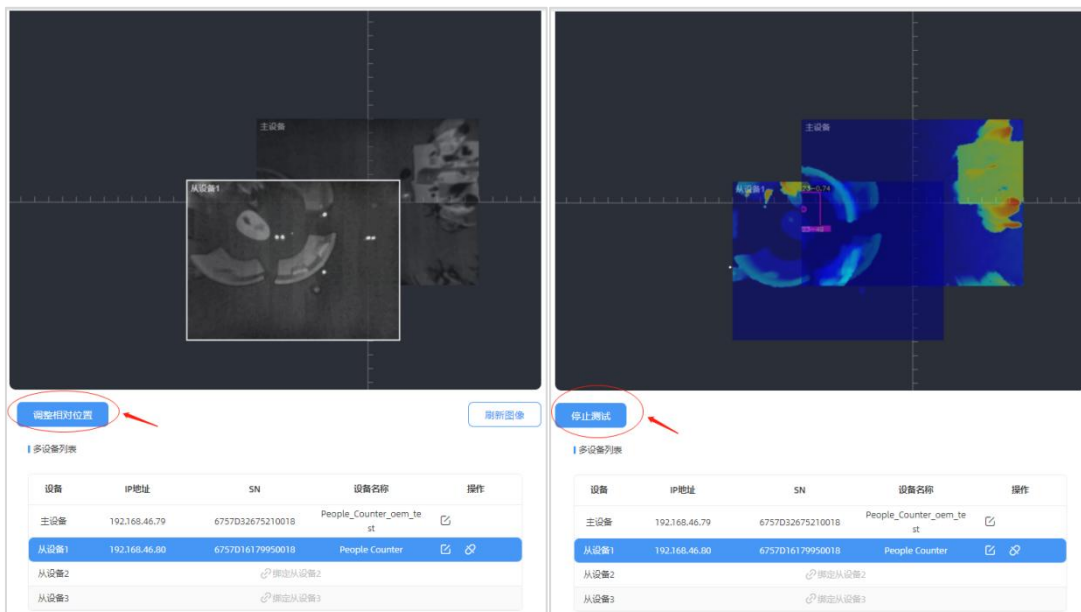 主设备
从设备1
调整相对位置
刷新图像
多设备列表
设备 IP地址 SN 设备名称 操作
主设备 192.168.46.79 6757D32675210018 People_Counter_oem_te
st
从设备1 192.168.46.80 6757D16179950018 People Counter
从设备2 绑定从设备2
从设备3 绑定从设备3
主设备
从设备1
停止测试
多设备列表
设备 IP地址 SN 设备名称 操作
主设备 192.168.46.79 6757D32675210018 People_Counter_oem_te
st
从设备1 192.168.46.80 6757D16179950018 People Counter
从设备2 绑定从设备2
从设备3 绑定从设备3